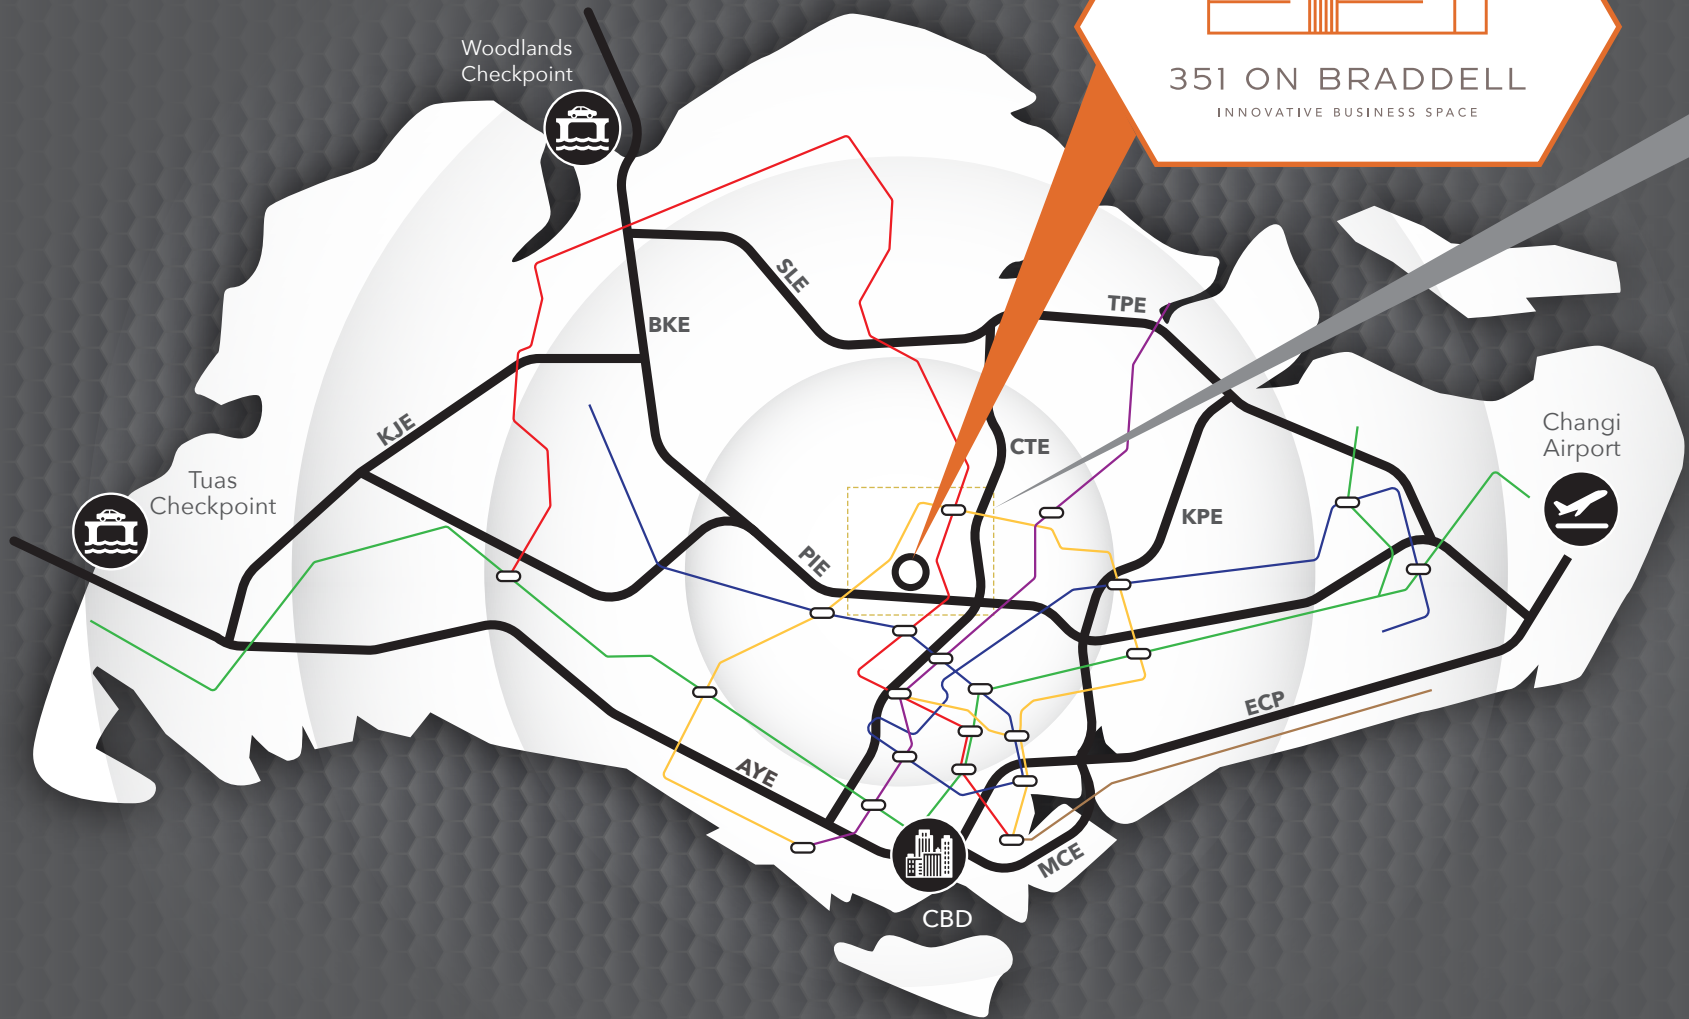 351 ON BRADDELL
INNOVATIVE BUSINESS SPACE
Woodlands
Checkpoint
SLE
TPE
BKE
KJE
CTE
Changi
Airport
Tuas
Checkpoint
KPE
PIE
ECP
AYE
MCE
CBD